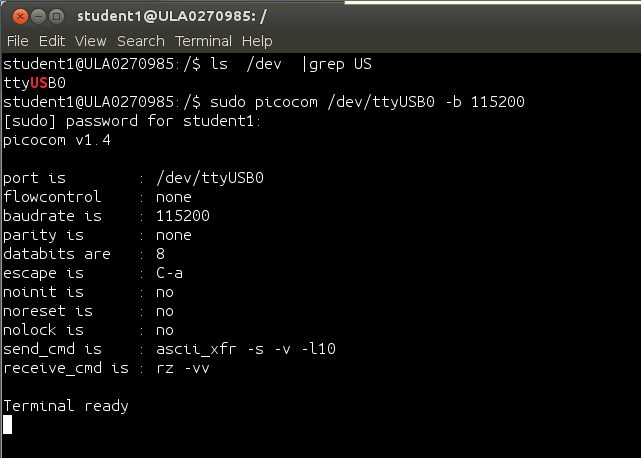 student1@ULA0270985: /
File Edit View Search Terminal Help
student1@ULA0270985:/$ ls  /dev  |grep US
ttyUSB0
student1@ULA0270985:/$ sudo picocom /dev/ttyUSB0 -b 115200
[sudo] password for student1:
picocom v1.4
port is        : /dev/ttyUSB0
flowcontrol    : none
baudrate is    : 115200
parity is      : none
databits are   : 8
escape is      : C-a
noinit is      : no
noreset is     : no
nolock is      : no
send_cmd is    : ascii_xfr -s -v -l10
receive_cmd is : rz -vv
Terminal ready